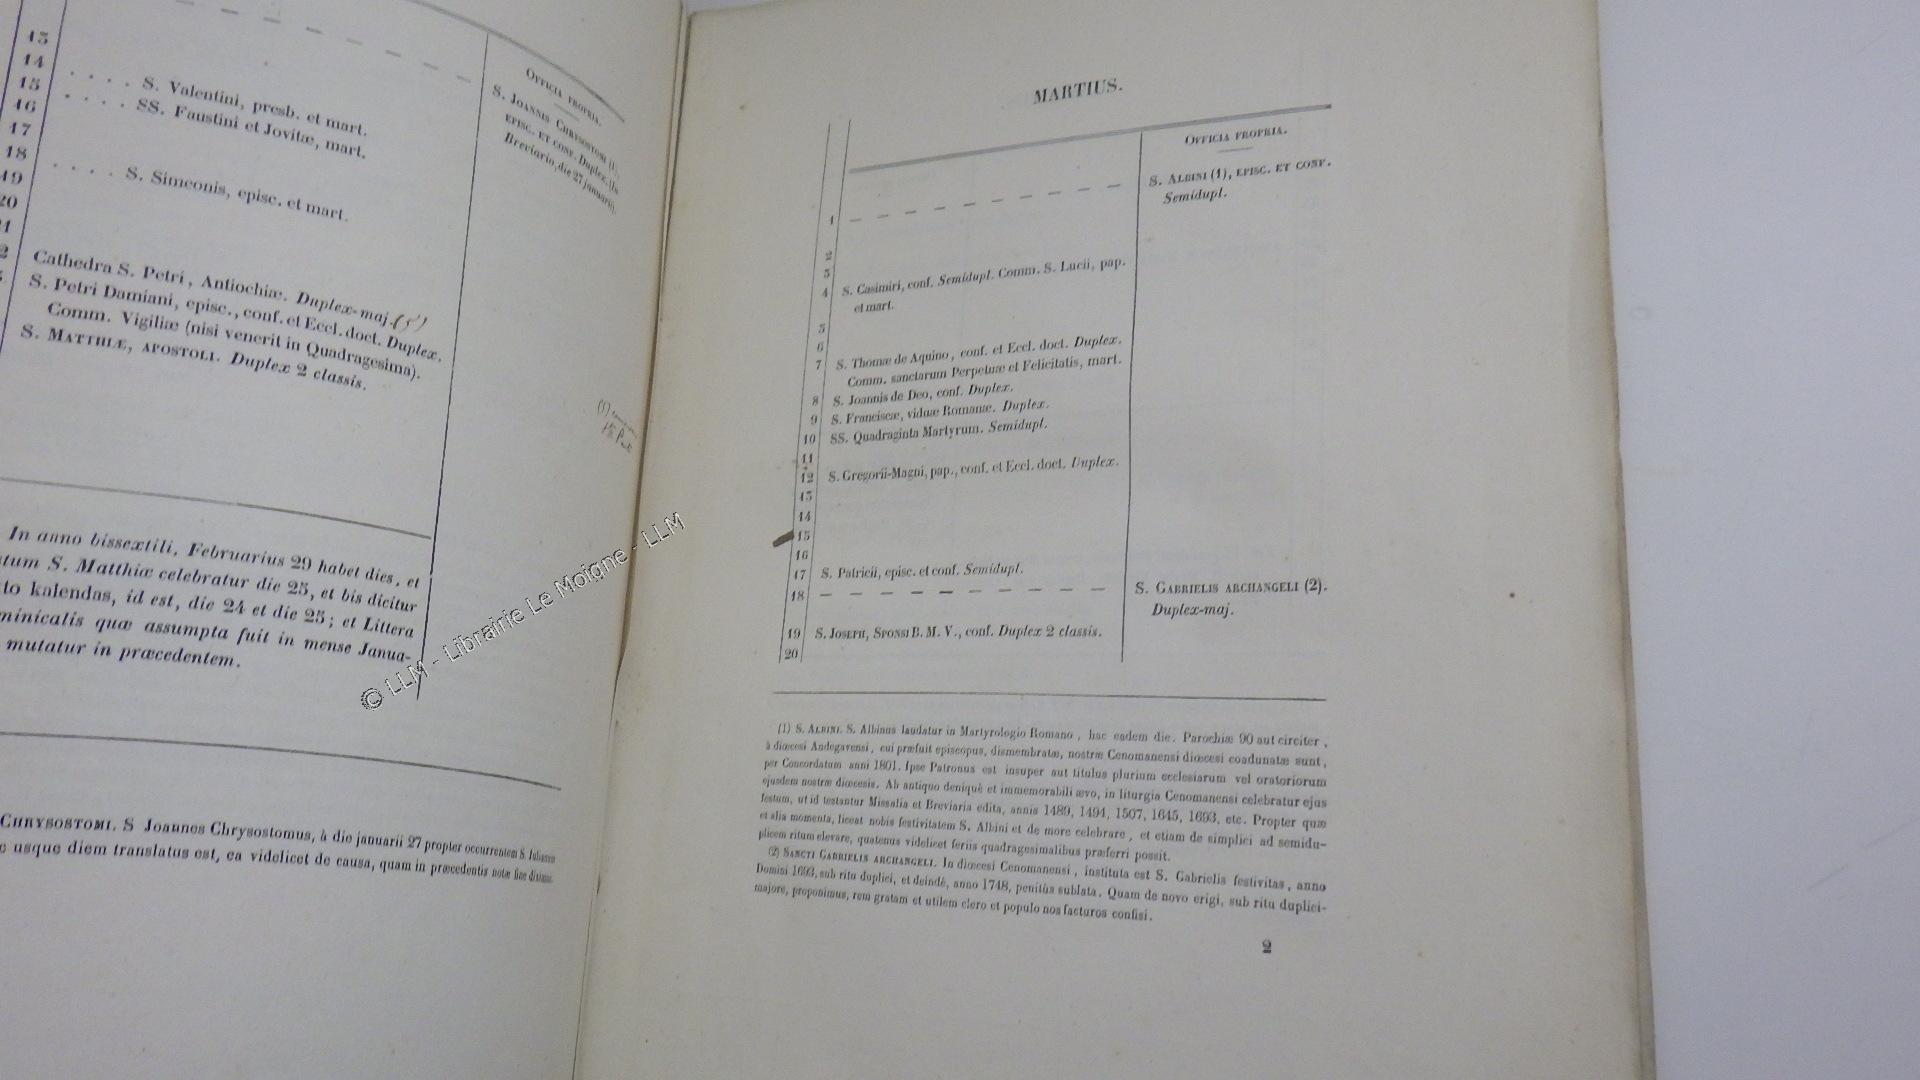 13
14
15
16
17
18
19
20
21
. . . . S. Valentini, presb. et mart.
. . . . SS. Faustini et Jovitæ, mart.
. . . . S. Simeonis, episc. et mart.
Cathedra S. Petri, Antiochiæ. Duplex-maj.
S. Petri Damiani, episc., conf. et Eccl. doct. Duplex.
Comm. Vigiliæ (nisi venerit in Quadragesima).
S. Matthiæ, apostoli. Duplex 2 classis.
Officia propria.
S. Joannis Chrysostomi (1),
episc. et conf. Duplex. (In
Breviario, die 27 januarii).
In anno bissextili, Februarius 29 habet dies, et
S. Matthiæ celebratur die 25, et bis dicitur
kalendas, id est, die 24 et die 25; et Littera
quæ assumpta fuit in mense Janua-
mutatur in præcedentem.
Chrysostomi. S Joannes Chrysostomus, à die januarii 27 propter occurrentem S. Juliani
usque diem translatus est, ea videlicet de causa, quam in præcedentis notæ fine diximus.
© LLM - Librairie Le Moigne - LLM
MARTIUS.
Officia propria.
1 — — — — — — — — — — S. Albini (1), episc. et conf.
Semidupl.
2
3
4 S. Casimiri, conf. Semidupl. Comm. S. Lucii, pap.
et mart.
5
6
7 S. Thomæ de Aquino, conf. et Eccl. doct. Duplex.
Comm. sanctarum Perpetuæ et Felicitatis, mart.
8 S. Joannis de Deo, conf. Duplex.
9 S. Franciscæ, viduæ Romanæ. Duplex.
10 SS. Quadraginta Martyrum. Semidupl.
11
12 S. Gregorii-Magni, pap., conf. et Eccl. doct. Duplex.
13
14
15
16
17 S. Patricii, episc. et conf. Semidupl.
18 — — — — — — — — — — S. Gabrielis archangeli (2).
Duplex-maj.
19 S. Joseph, Sponsi B. M. V., conf. Duplex 2 classis.
20
(1) S. Albini. S. Albinus laudatur in Martyrologio Romano, hac eadem die. Parochiæ 90 aut circiter,
à diœcesi Andegavensi, cui præfuit episcopus, dismembratæ, nostræ Cenomanensi diœcesi coadunatæ sunt,
per Concordatum anni 1801. Ipse Patronus est insuper aut titulus plurium ecclesiarum vel oratoriorum
ejusdem nostræ diœcesis. Ab antiquo deniquè et immemorabili ævo, in liturgia Cenomanensi celebratur ejus
festum, ut id testantur Missalia et Breviaria edita, annis 1489, 1494, 1507, 1645, 1693, etc. Propter quæ
et alia momenta, liceat nobis festivitatem S. Albini et de more celebrare, et etiam de simplici ad semidu-
plicem ritum elevare, quatenus videlicet feriis quadragesimalibus præferri possit.
(2) Sancti Gabrielis archangeli. In diœcesi Cenomanensi, instituta est S. Gabrielis festivitas, anno
Domini 1693, sub ritu duplici, et deindè, anno 1748, penitùs sublata. Quam de novo erigi, sub ritu duplici-
majore, proponimus, rem gratam et utilem clero et populo nos facturos confisi.
2